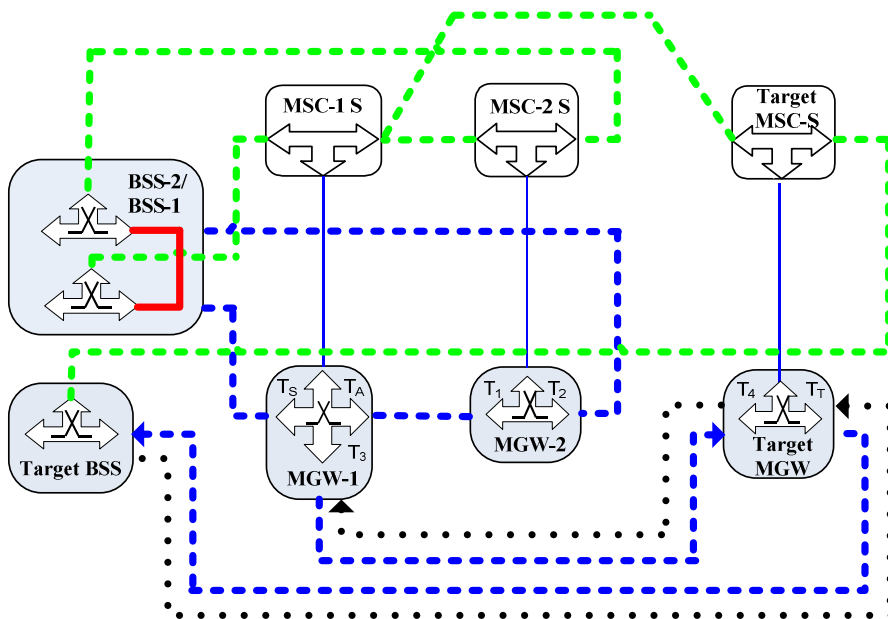 MSC-1 S
MSC-2 S
Target
MSC-S
BSS-2/
BSS-1
TS
TA
T3
MGW-1
T1
T2
MGW-2
T4
TT
Target
MGW
Target BSS